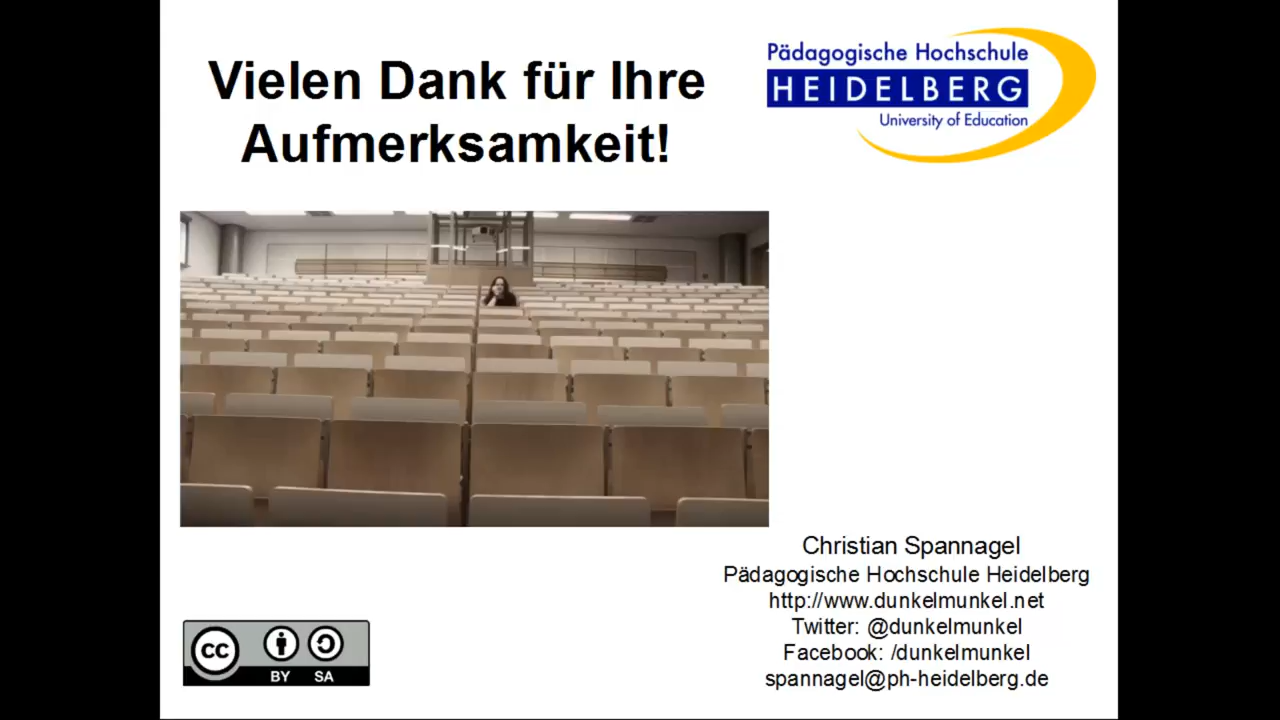 Vielen Dank für Ihre
Aufmerksamkeit!
Pädagogische Hochschule
HEIDELBERG
University of Education
Christian Spannagel
Pädagogische Hochschule Heidelberg
http://www.dunkelmunkel.net
Twitter: @dunkelmunkel
Facebook: /dunkelmunkel
spannagel@ph-heidelberg.de
cc
BY SA